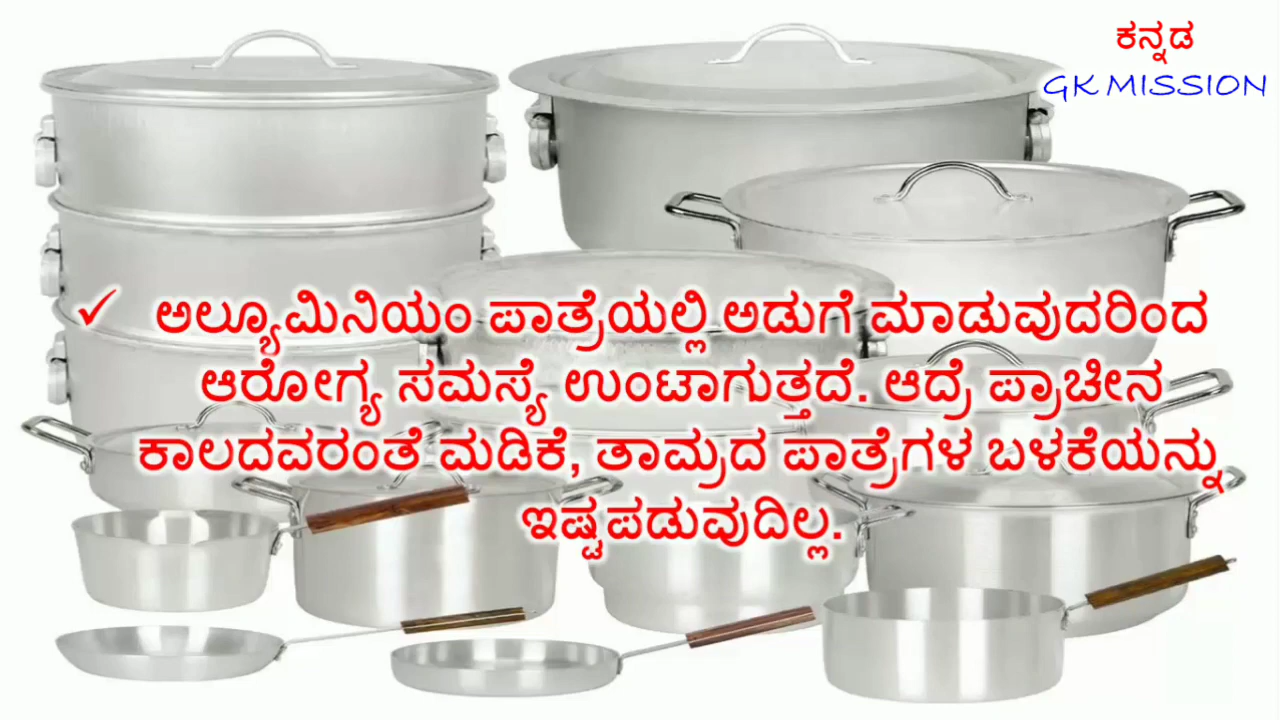 ಕನ್ನಡ
GK MISSION
✓ ಅಲ್ಯೂಮಿನಿಯಂ ಪಾತ್ರೆಯಲ್ಲಿ ಅಡುಗೆ ಮಾಡುವುದರಿಂದ
ಆರೋಗ್ಯ ಸಮಸ್ಯೆ ಉಂಟಾಗುತ್ತದೆ. ಆದ್ರೆ ಪ್ರಾಚೀನ
ಕಾಲದವರಂತೆ ಮಡಿಕೆ, ತಾಮ್ರದ ಪಾತ್ರೆಗಳ ಬಳಕೆಯನ್ನು
ಇಷ್ಟಪಡುವುದಿಲ್ಲ.